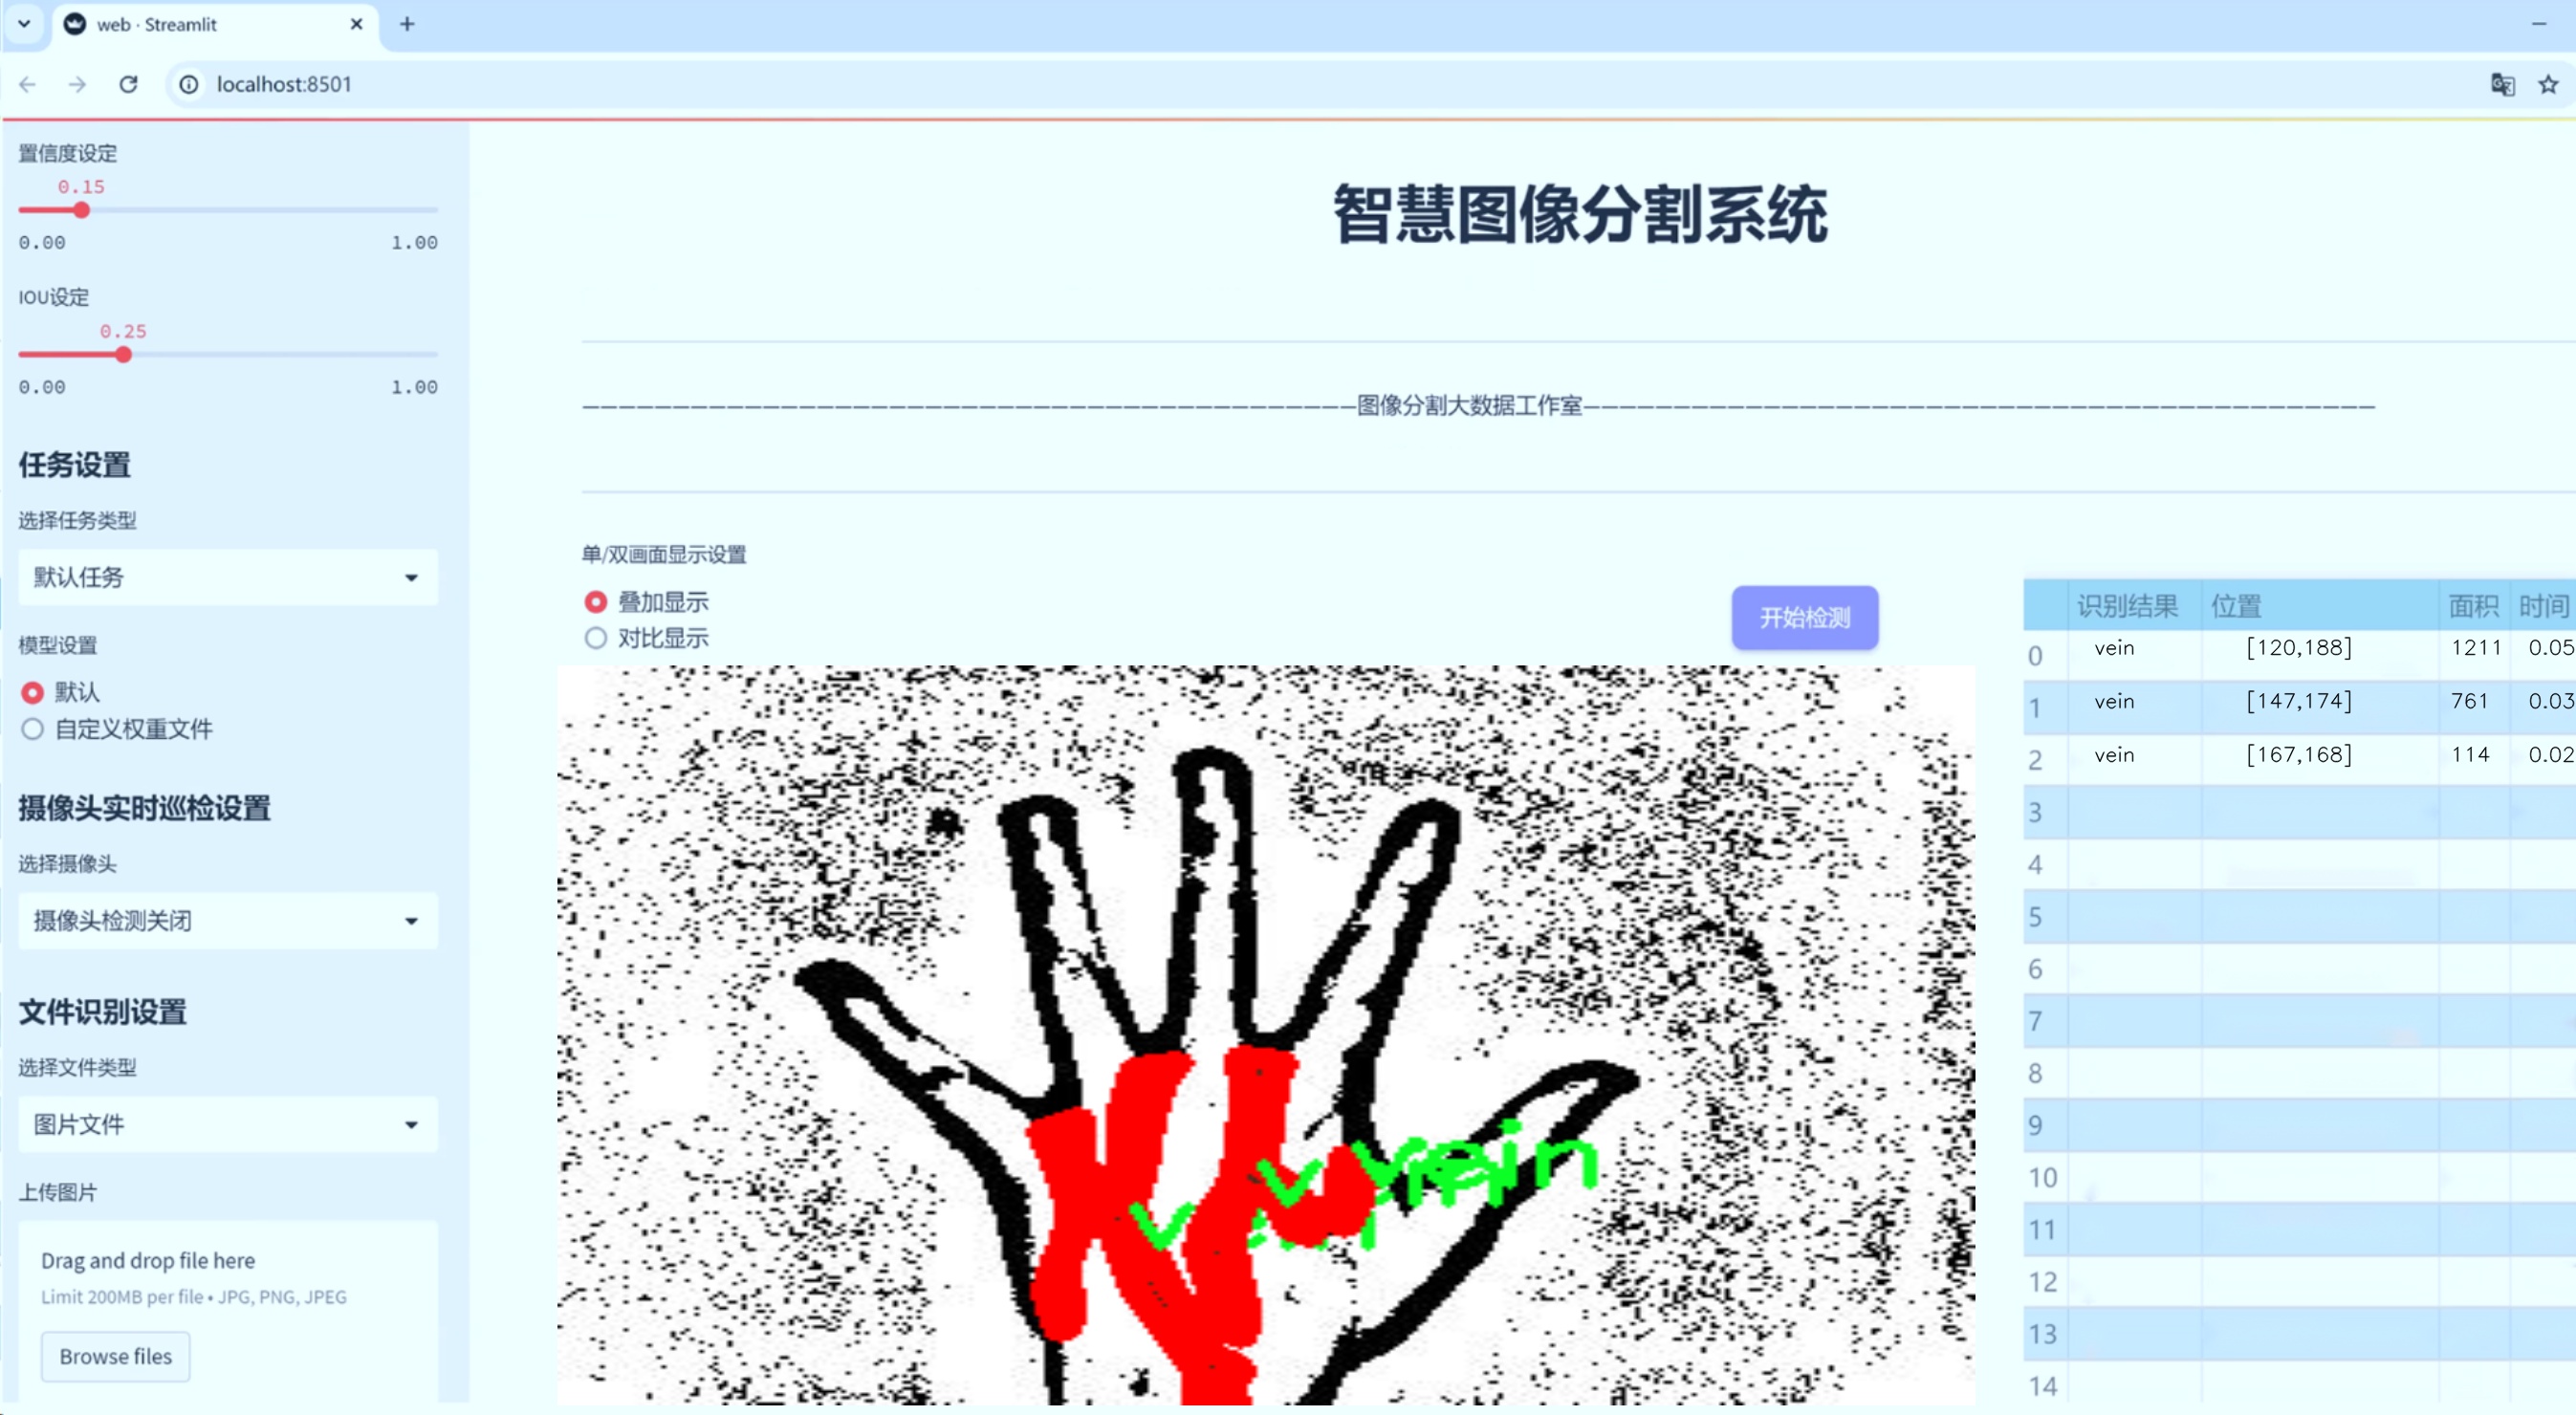 web · Streamlit
localhost:8501
置信度设定
0.15
0.00 1.00
IOU设定
0.25
0.00 1.00
任务设置
选择任务类型
默认任务
模型设置
默认
自定义权重文件
摄像头实时巡检设置
选择摄像头
摄像头检测关闭
文件识别设置
选择文件类型
图片文件
上传图片
Drag and drop file here
Limit 200MB per file • JPG, PNG, JPEG
Browse files
智慧图像分割系统
图像分割大数据工作室
单/双画面显示设置
叠加显示
对比显示
开始检测
vein
识别结果 位置 面积 时间
0 vein [120,188] 1211 0.05
1 vein [147,174] 761 0.03
2 vein [167,168] 114 0.02
3
4
5
6
7
8
9
10
11
12
13
14